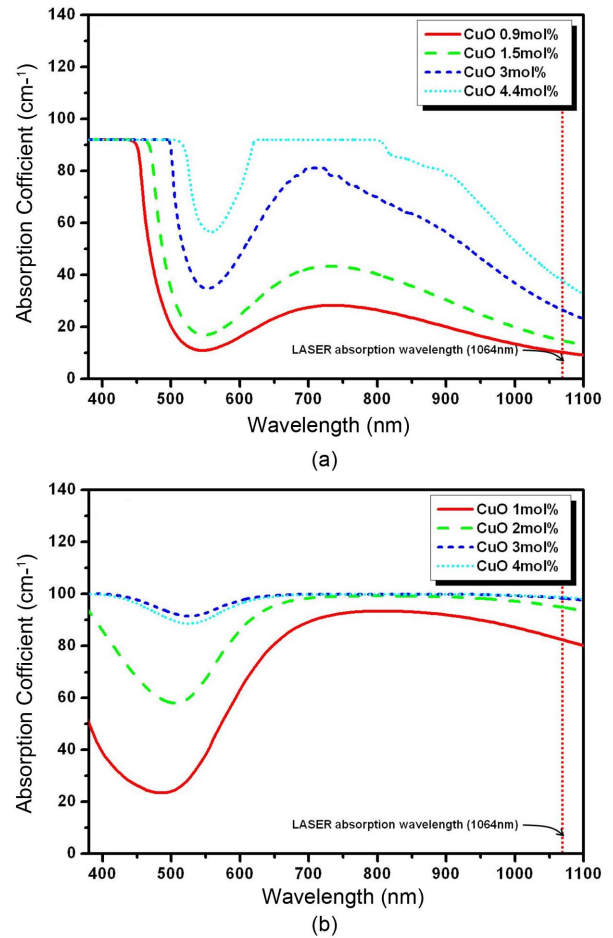 140
120
100
80
60
40
20
0
Absorption Cofficient (cm-1)
CuO 0.9mol%
CuO 1.5mol%
CuO 3mol%
CuO 4.4mol%
LASER absorption wavelength (1064nm)
400 500 600 700 800 900 1000 1100
Wavelength (nm)
(a)
140
120
100
80
60
40
20
0
Absorption Cofficient (cm-1)
CuO 1mol%
CuO 2mol%
CuO 3mol%
CuO 4mol%
LASER absorption wavelength (1064nm)
400 500 600 700 800 900 1000 1100
Wavelength (nm)
(b)